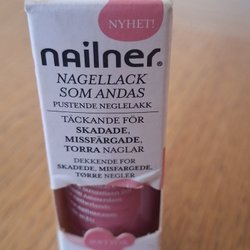 NYHET!
nailner®
NAGELLACK
SOM ANDAS
PUSTENDE NEGLELAKK
TÄCKANDE FÖR
SKADADE,
MISSFÄRGADE,
TORRA NAGLAR
DEKKENDE FOR
SKADEDE, MISFARGEDE,
TØRRE NEGLER